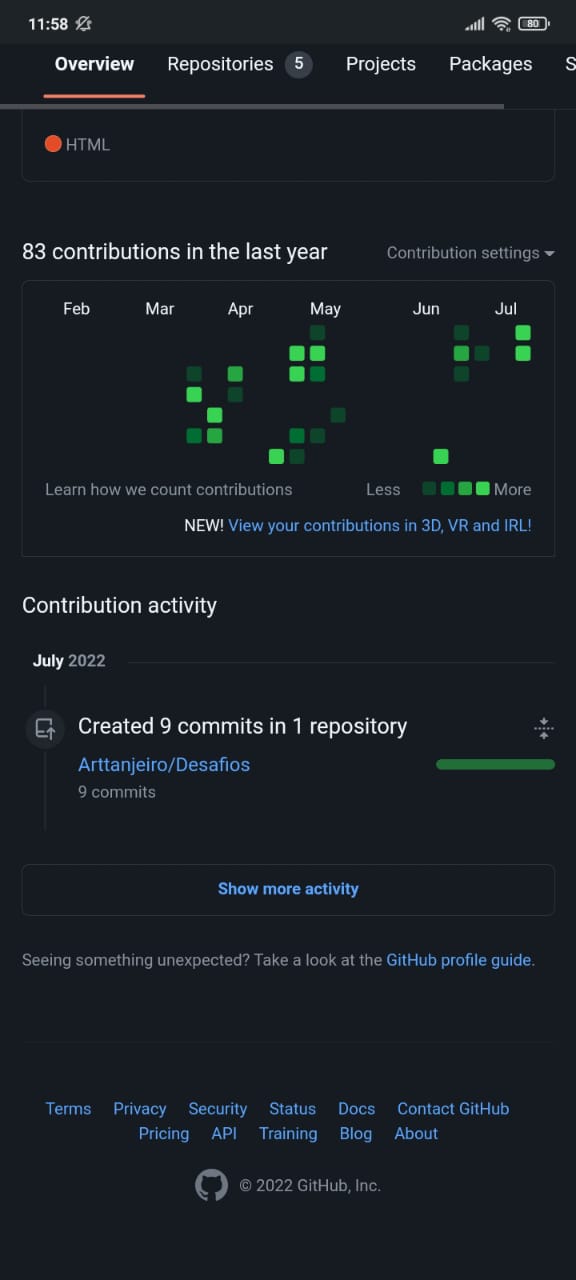 11:58 80
Overview Repositories 5 Projects Packages S
HTML
83 contributions in the last year Contribution settings
Feb Mar Apr May Jun Jul
Learn how we count contributions Less More
NEW! View your contributions in 3D, VR and IRL!
Contribution activity
July 2022
Created 9 commits in 1 repository
Arttanjeiro/Desafios
9 commits
Show more activity
Seeing something unexpected? Take a look at the GitHub profile guide.
Terms Privacy Security Status Docs Contact GitHub
Pricing API Training Blog About
© 2022 GitHub, Inc.